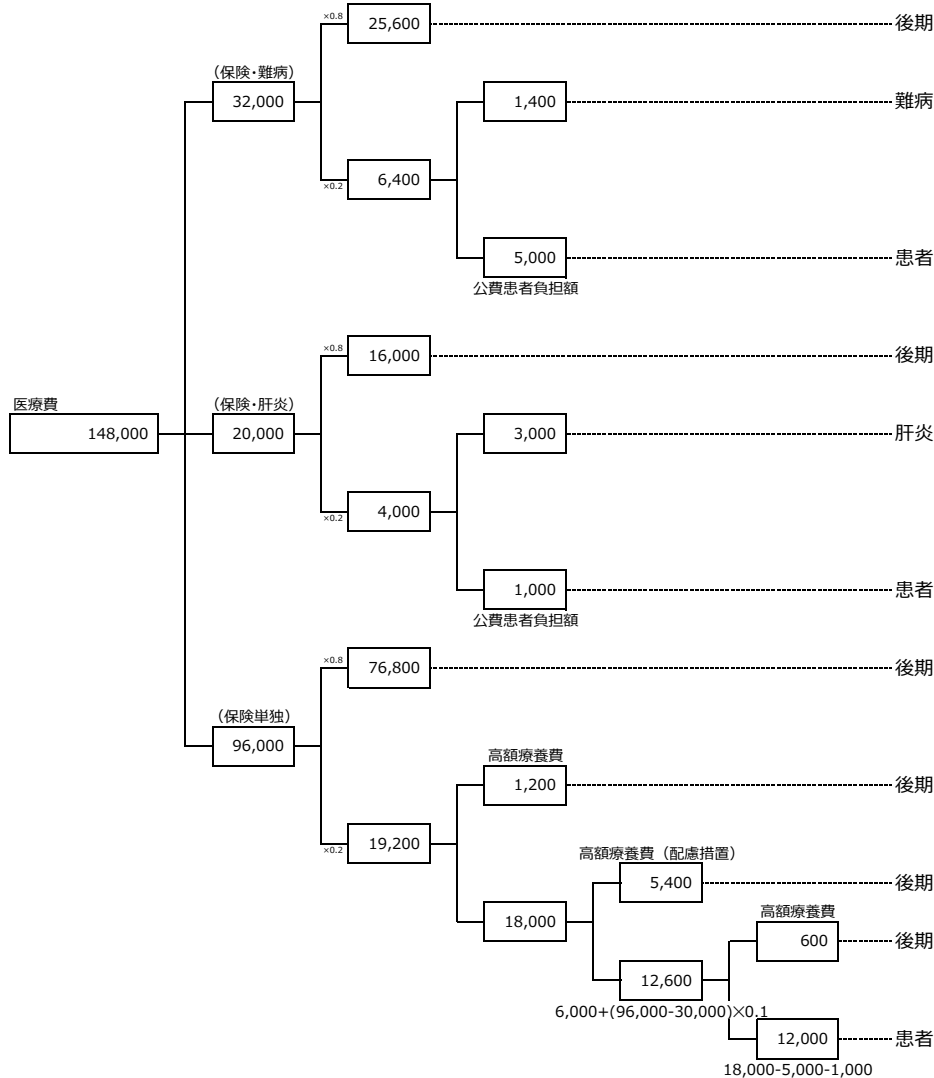 ×0.8
25,600
後期
(保険・難病)
32,000
1,400
難病
×0.2
6,400
5,000
患者
公費患者負担額
×0.8
16,000
後期
医療費
148,000
(保険・肝炎)
20,000
3,000
肝炎
×0.2
4,000
1,000
患者
公費患者負担額
×0.8
76,800
後期
(保険単独)
96,000
高額療養費
1,200
後期
×0.2
19,200
高額療養費(配慮措置)
5,400
後期
18,000
高額療養費
600
後期
12,600
6,000+(96,000-30,000)×0.1
12,000
患者
18,000-5,000-1,000